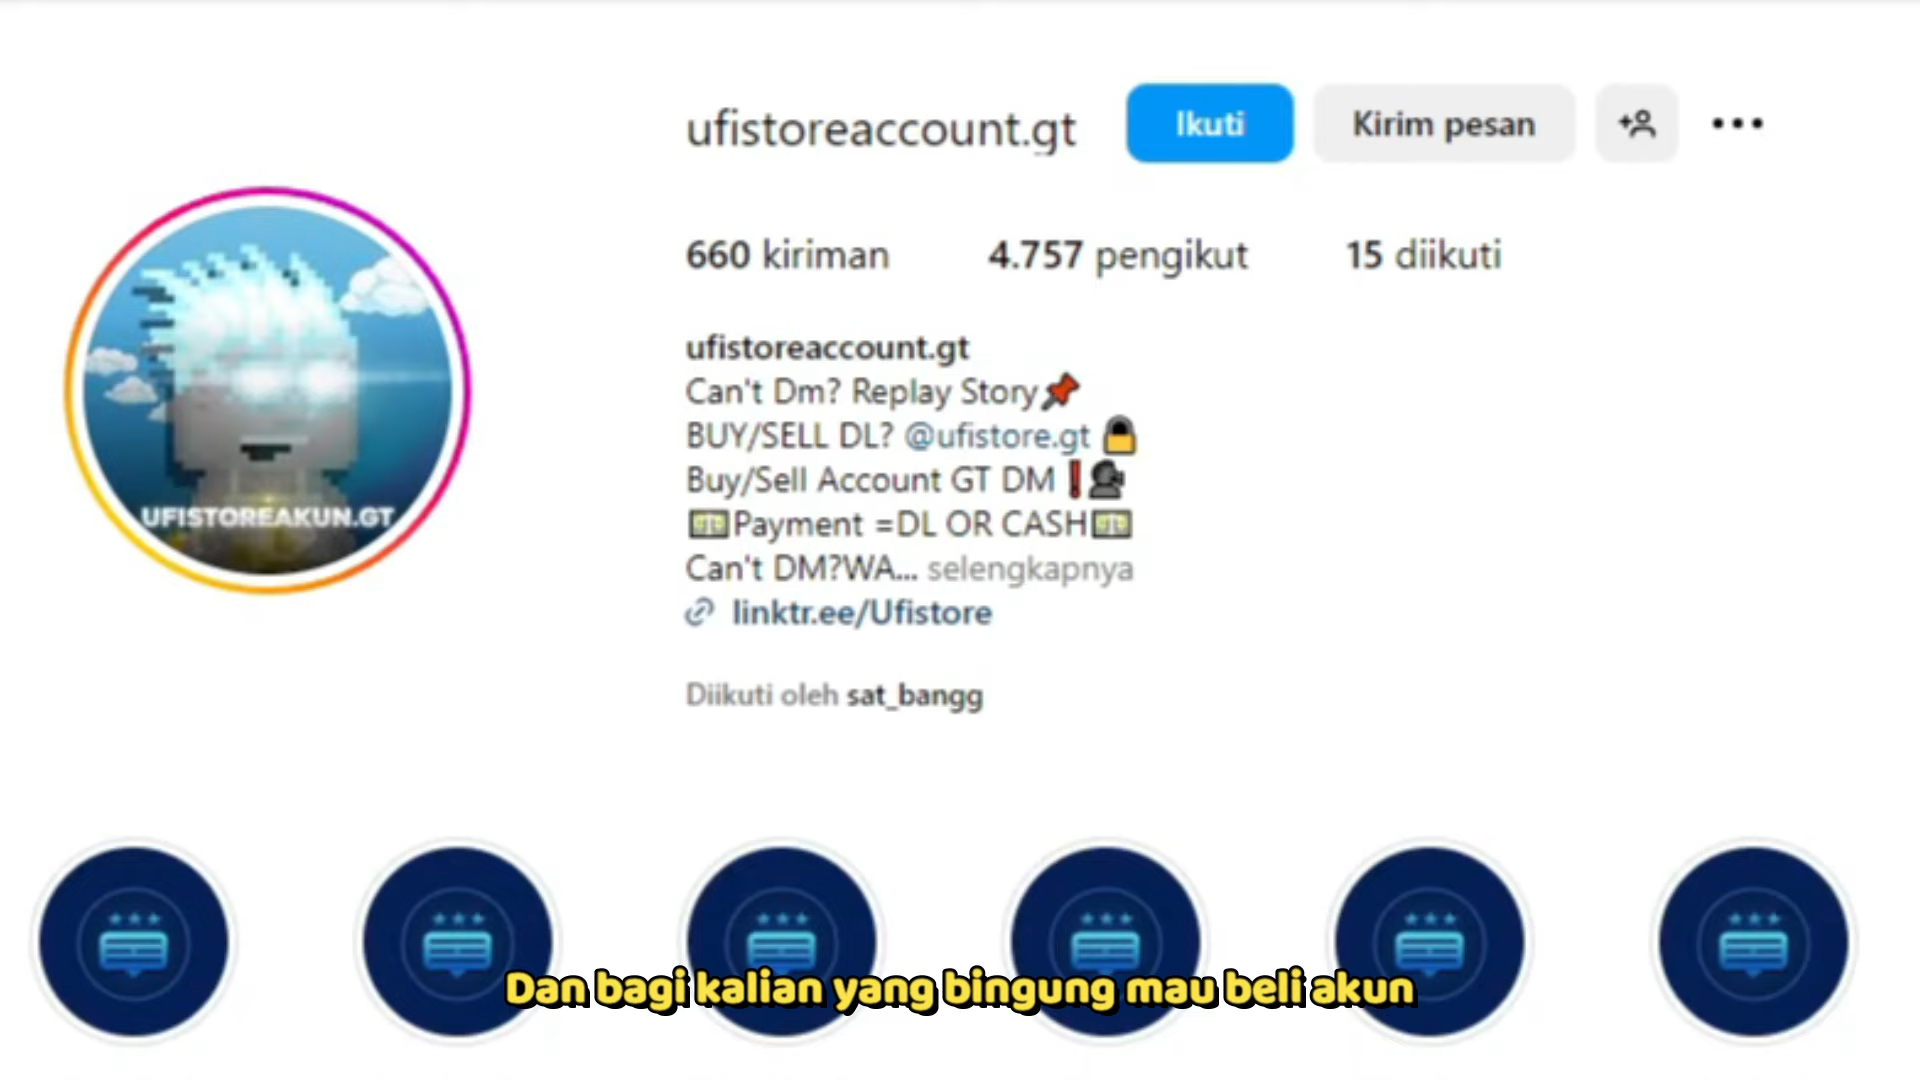 ufistoreaccount.gt Ikuti Kirim pesan
660 kiriman 4.757 pengikut 15 diikuti
ufistoreaccount.gt
Can't Dm? Replay Story📌
BUY/SELL DL? @ufistore.gt 🔒
Buy/Sell Account GT DM❗🗣
💵Payment =DL OR CASH💵
Can't DM?WA... selengkapnya
linktr.ee/Ufistore
Diikuti oleh sat_bangg
UFISTOREAKUN.GT
Dan bagi kalian yang bingung mau beli akun